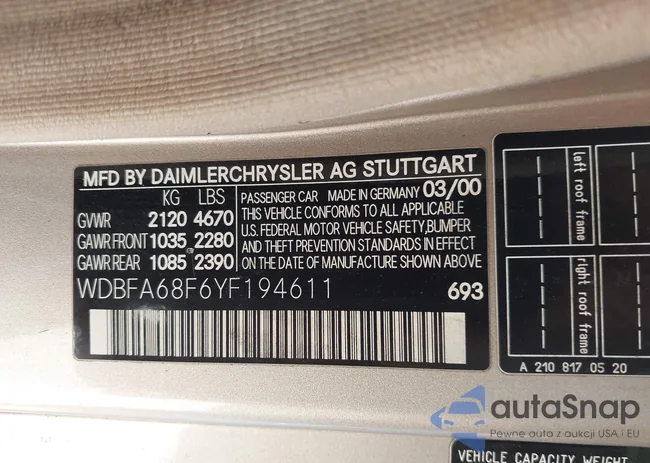 MFD BY DAIMLERCHRYSLER AG STUTTGART
KG LBS
GVWR 2120 4670
GAWR FRONT 1035 2280
GAWR REAR 1085 2390
PASSENGER CAR MADE IN GERMANY 03/00
THIS VEHICLE CONFORMS TO ALL APPLICABLE
U.S. FEDERAL MOTOR VEHICLE SAFETY, BUMPER
AND THEFT PREVENTION STANDARDS IN EFFECT
ON THE DATE OF MANUFACTURE SHOWN ABOVE
WDBFA68F6YF194611 693
left roof frame
right roof frame
A 210 817 05 20
autaSnap
Pewne auta z aukcji USA i EU
VEHICLE CAPACITY WEIGHT